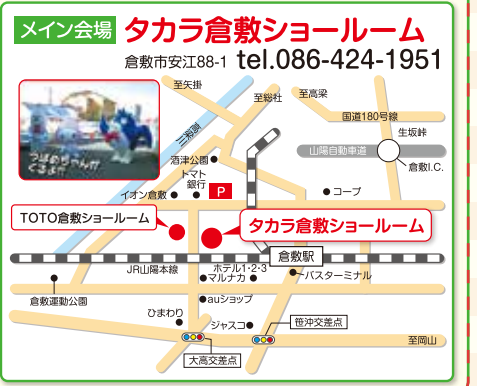 メイン会場
タカラ倉敷ショールーム
倉敷市安江88-1 tel.086-424-1951
至矢掛
至総社
至高梁
国道180号線
高梁川
生坂峠
山陽自動車道
倉敷I.C.
酒津公園
トマト
銀行
P
イオン倉敷
コープ
TOTO倉敷ショールーム
タカラ倉敷ショールーム
倉敷駅
JR山陽本線
ホテル1・2・3
マルナカ
バスターミナル
倉敷運動公園
auショップ
ひまわり
ジャスコ
笹沖交差点
大高交差点
至岡山